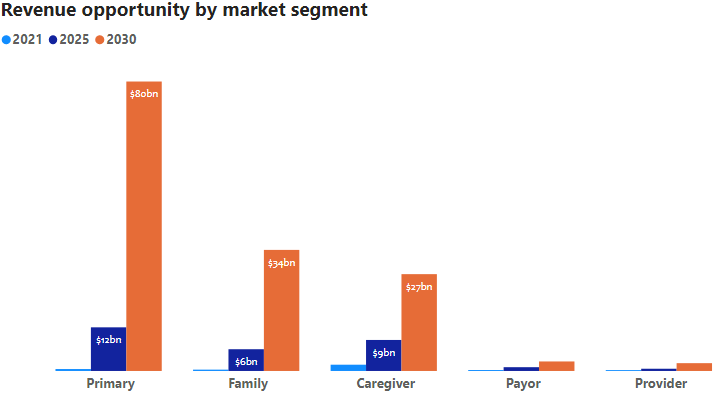 Revenue opportunity by market segment
2021 2025 2030
$80bn
$34bn
$27bn
$12bn
$9bn
$6bn
Primary Family Caregiver Payor Provider